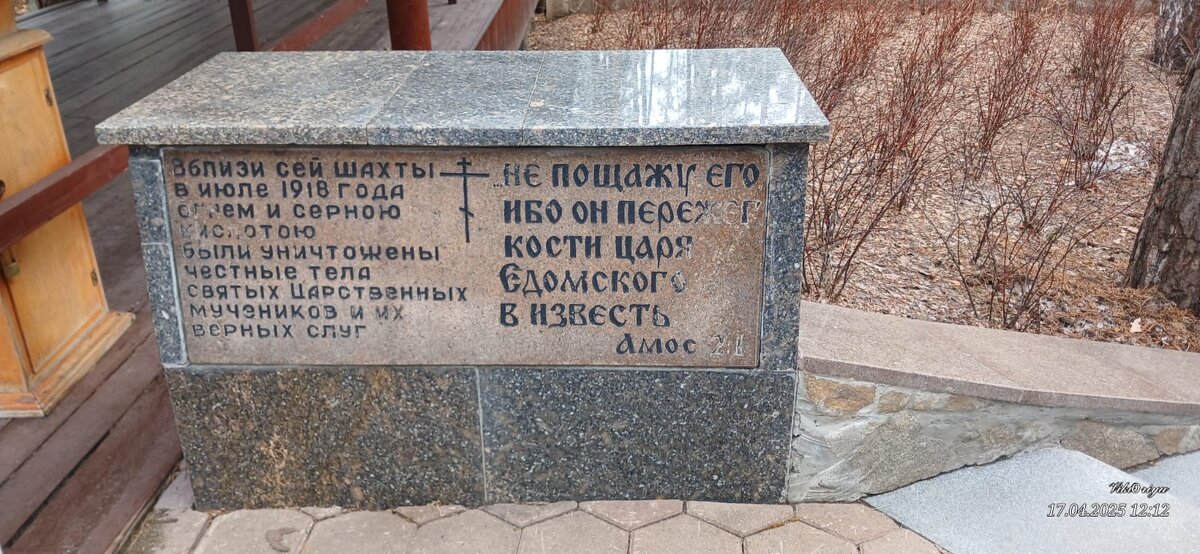 Вблизи сей шахты
в июле 1918 года
огнем и серною
кислотою
были уничтожены
честные тела
святых Царственных
мучеников и их
верных слуг
...не пощажу его
ибо он пережег
кости царя
Едомского
в известь
Амос 2.1
Vik0riya
17.04.2025 12:12